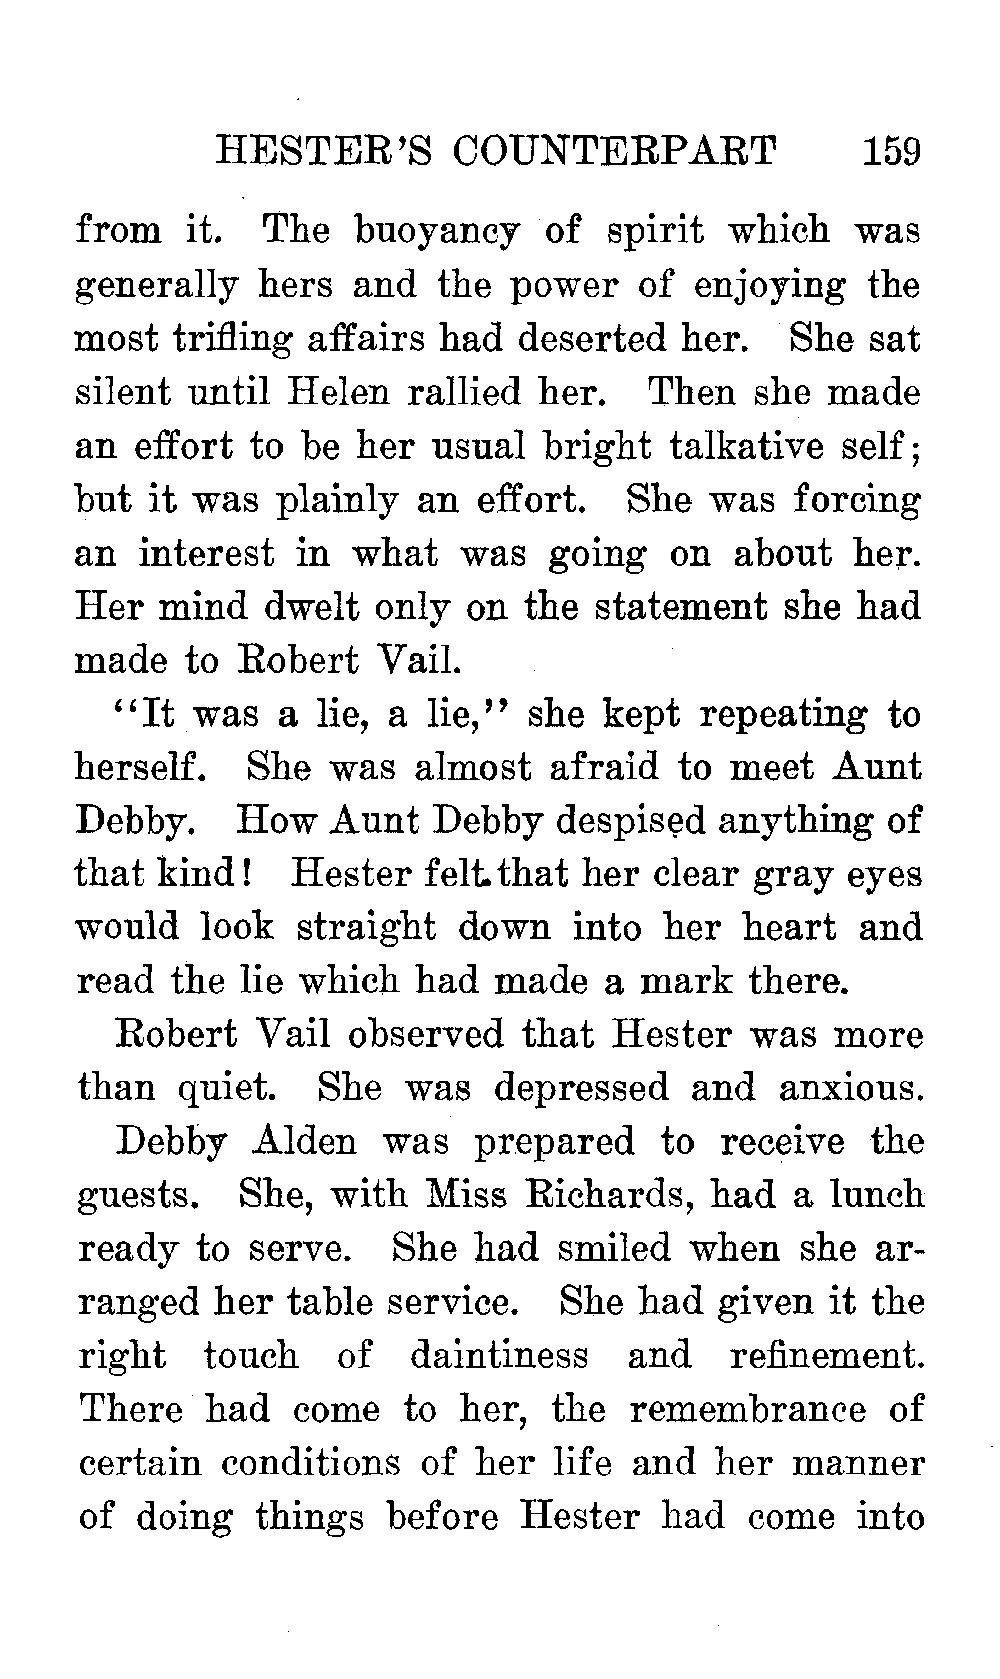 HESTER'S COUNTERPART 159
from it. The buoyancy of spirit which was
generally hers and the power of enjoying the
most trifling affairs had deserted her. She sat
silent until Helen rallied her. Then she made
an effort to be her usual bright talkative self;
but it was plainly an effort. She was forcing
an interest in what was going on about her.
Her mind dwelt only on the statement she had
made to Robert Vail.
“It was a lie, a lie,” she kept repeating to
herself. She was almost afraid to meet Aunt
Debby. How Aunt Debby despised anything of
that kind! Hester felt that her clear gray eyes
would look straight down into her heart and
read the lie which had made a mark there.
Robert Vail observed that Hester was more
than quiet. She was depressed and anxious.
Debby Alden was prepared to receive the
guests. She, with Miss Richards, had a lunch
ready to serve. She had smiled when she ar-
ranged her table service. She had given it the
right touch of daintiness and refinement.
There had come to her, the remembrance of
certain conditions of her life and her manner
of doing things before Hester had come into